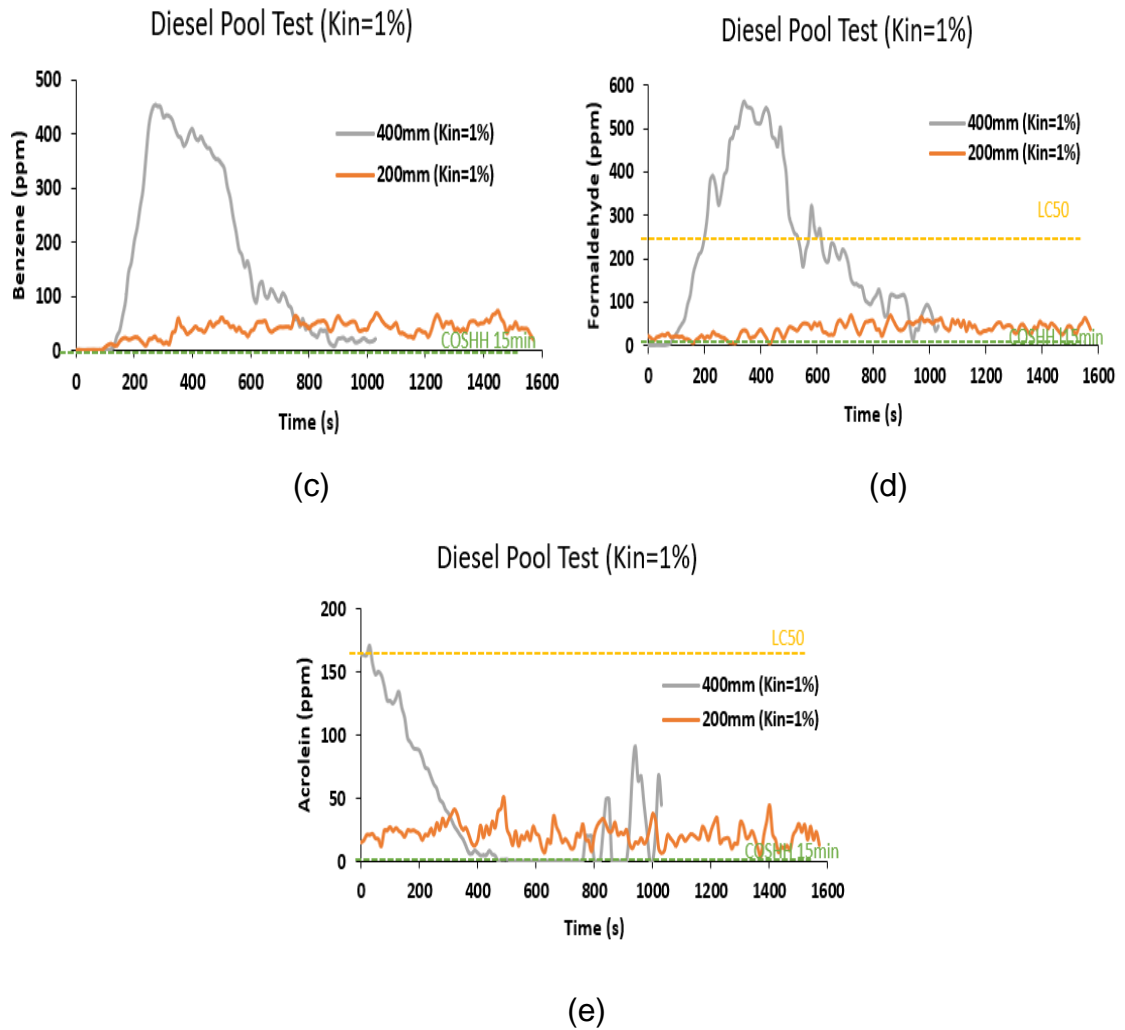 Diesel Pool Test (Kin=1%)
Benzene (ppm)
500
400
300
200
100
0
400mm (Kin=1%)
200mm (Kin=1%)
COSHH 15min
0 200 400 600 800 1000 1200 1400 1600
Time (s)
(c)
Diesel Pool Test (Kin=1%)
Formaldehyde (ppm)
600
500
400
300
200
100
0
400mm (Kin=1%)
200mm (Kin=1%)
LC50
COSHH 15min
0 200 400 600 800 1000 1200 1400 1600
Time (s)
(d)
Diesel Pool Test (Kin=1%)
Acrolein (ppm)
200
150
100
50
0
LC50
400mm (Kin=1%)
200mm (Kin=1%)
COSHH 15min
0 200 400 600 800 1000 1200 1400 1600
Time (s)
(e)